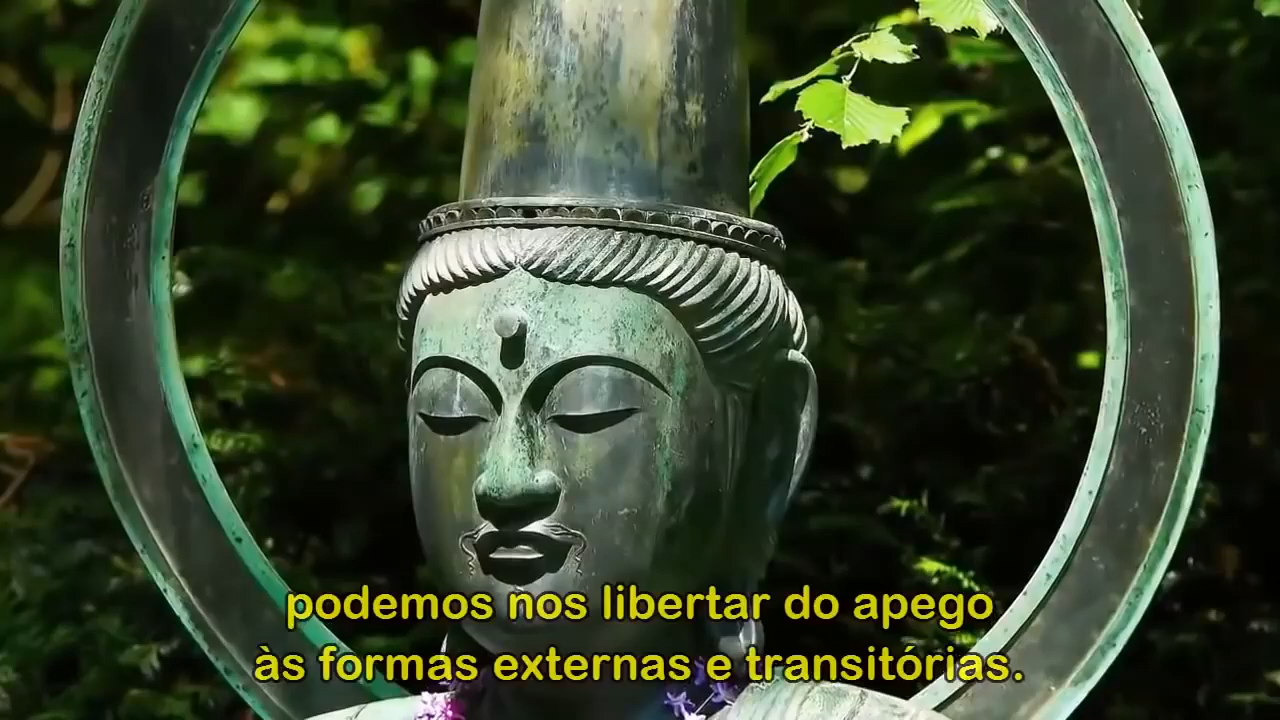 podemos nos libertar do apego
às formas externas e transitórias.